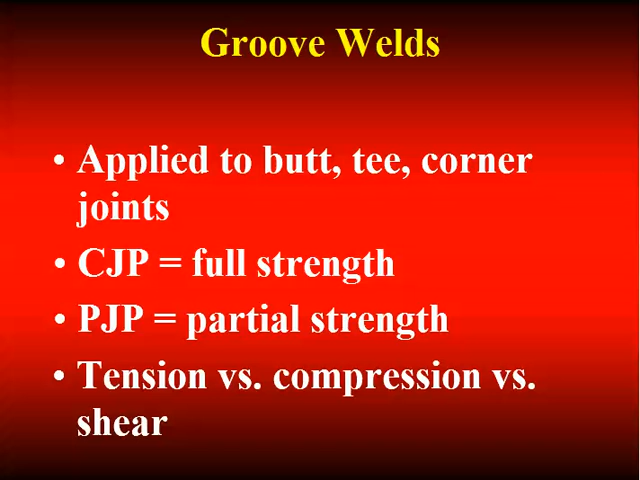 Groove Welds
• Applied to butt, tee, corner
joints
• CJP = full strength
• PJP = partial strength
• Tension vs. compression vs.
shear